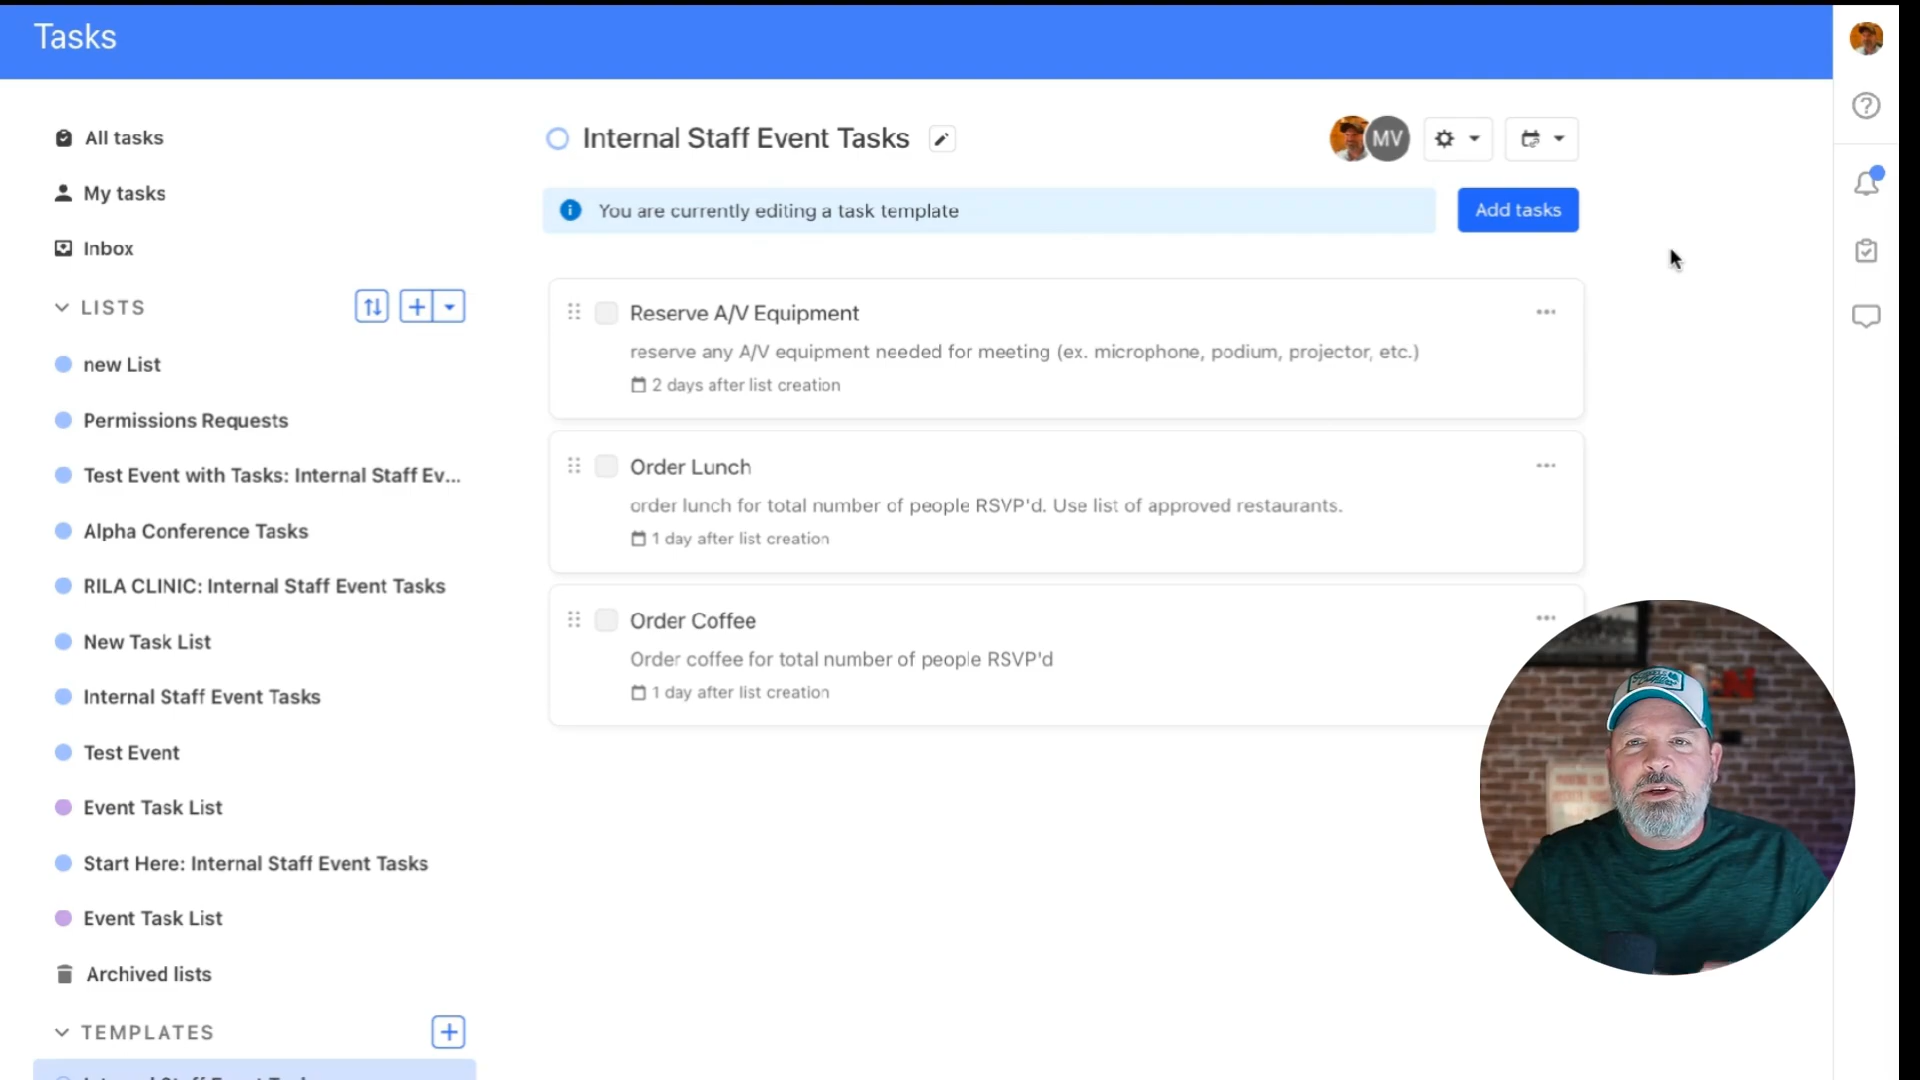 Tasks
All tasks
My tasks
Inbox
LISTS
new List
Permissions Requests
Test Event with Tasks: Internal Staff Ev...
Alpha Conference Tasks
RILA CLINIC: Internal Staff Event Tasks
New Task List
Internal Staff Event Tasks
Test Event
Event Task List
Start Here: Internal Staff Event Tasks
Event Task List
Archived lists
TEMPLATES
Internal Staff Event Tasks
MV
You are currently editing a task template
Add tasks
Reserve A/V Equipment
reserve any A/V equipment needed for meeting (ex. microphone, podium, projector, etc.)
2 days after list creation
Order Lunch
order lunch for total number of people RSVP'd. Use list of approved restaurants.
1 day after list creation
Order Coffee
Order coffee for total number of people RSVP'd
1 day after list creation
N